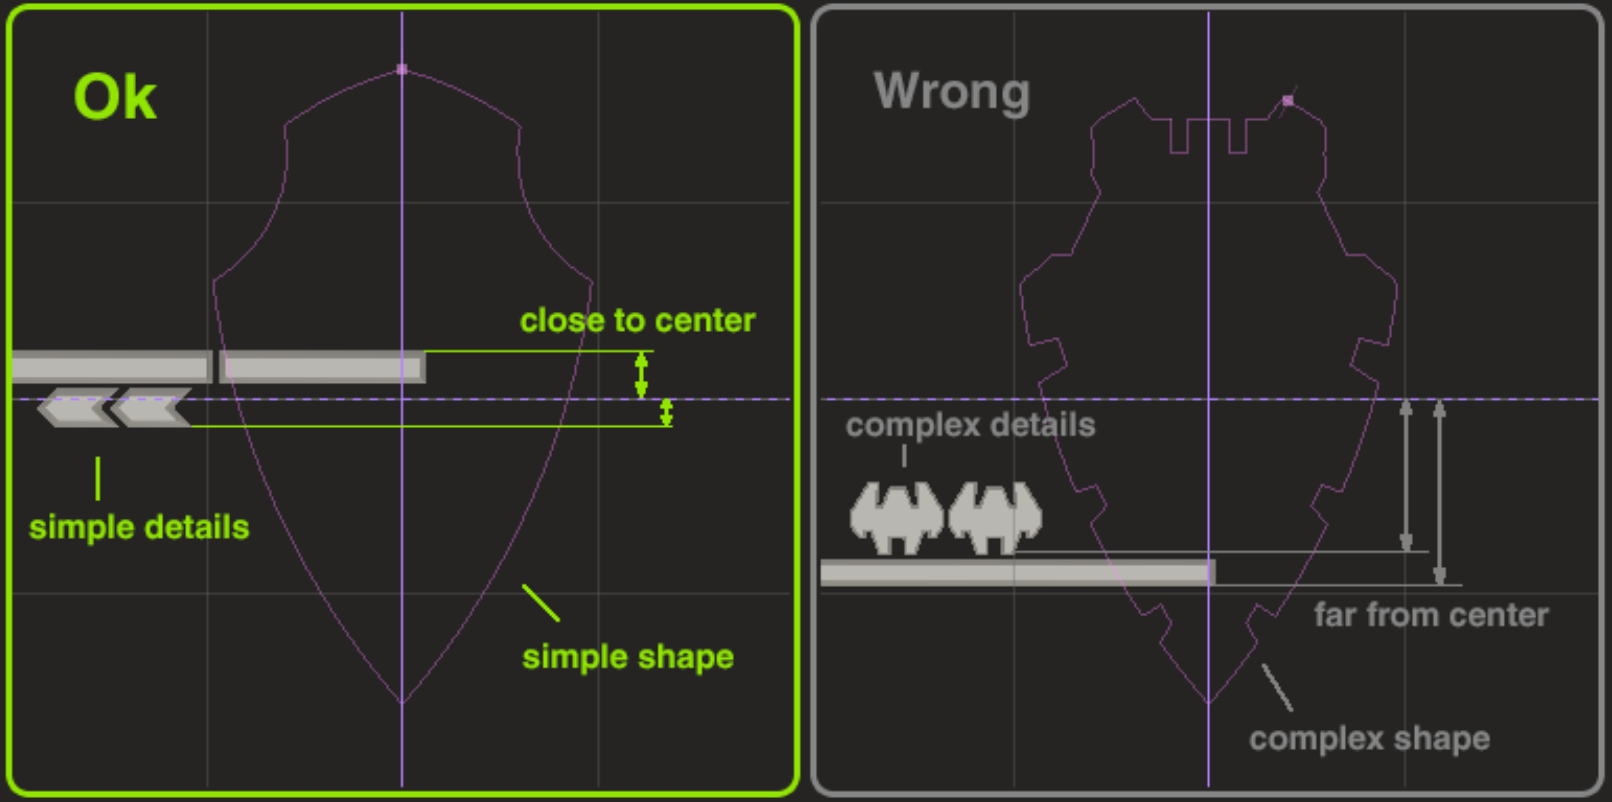 Ok
close to center
simple details
simple shape
Wrong
complex details
far from center
complex shape